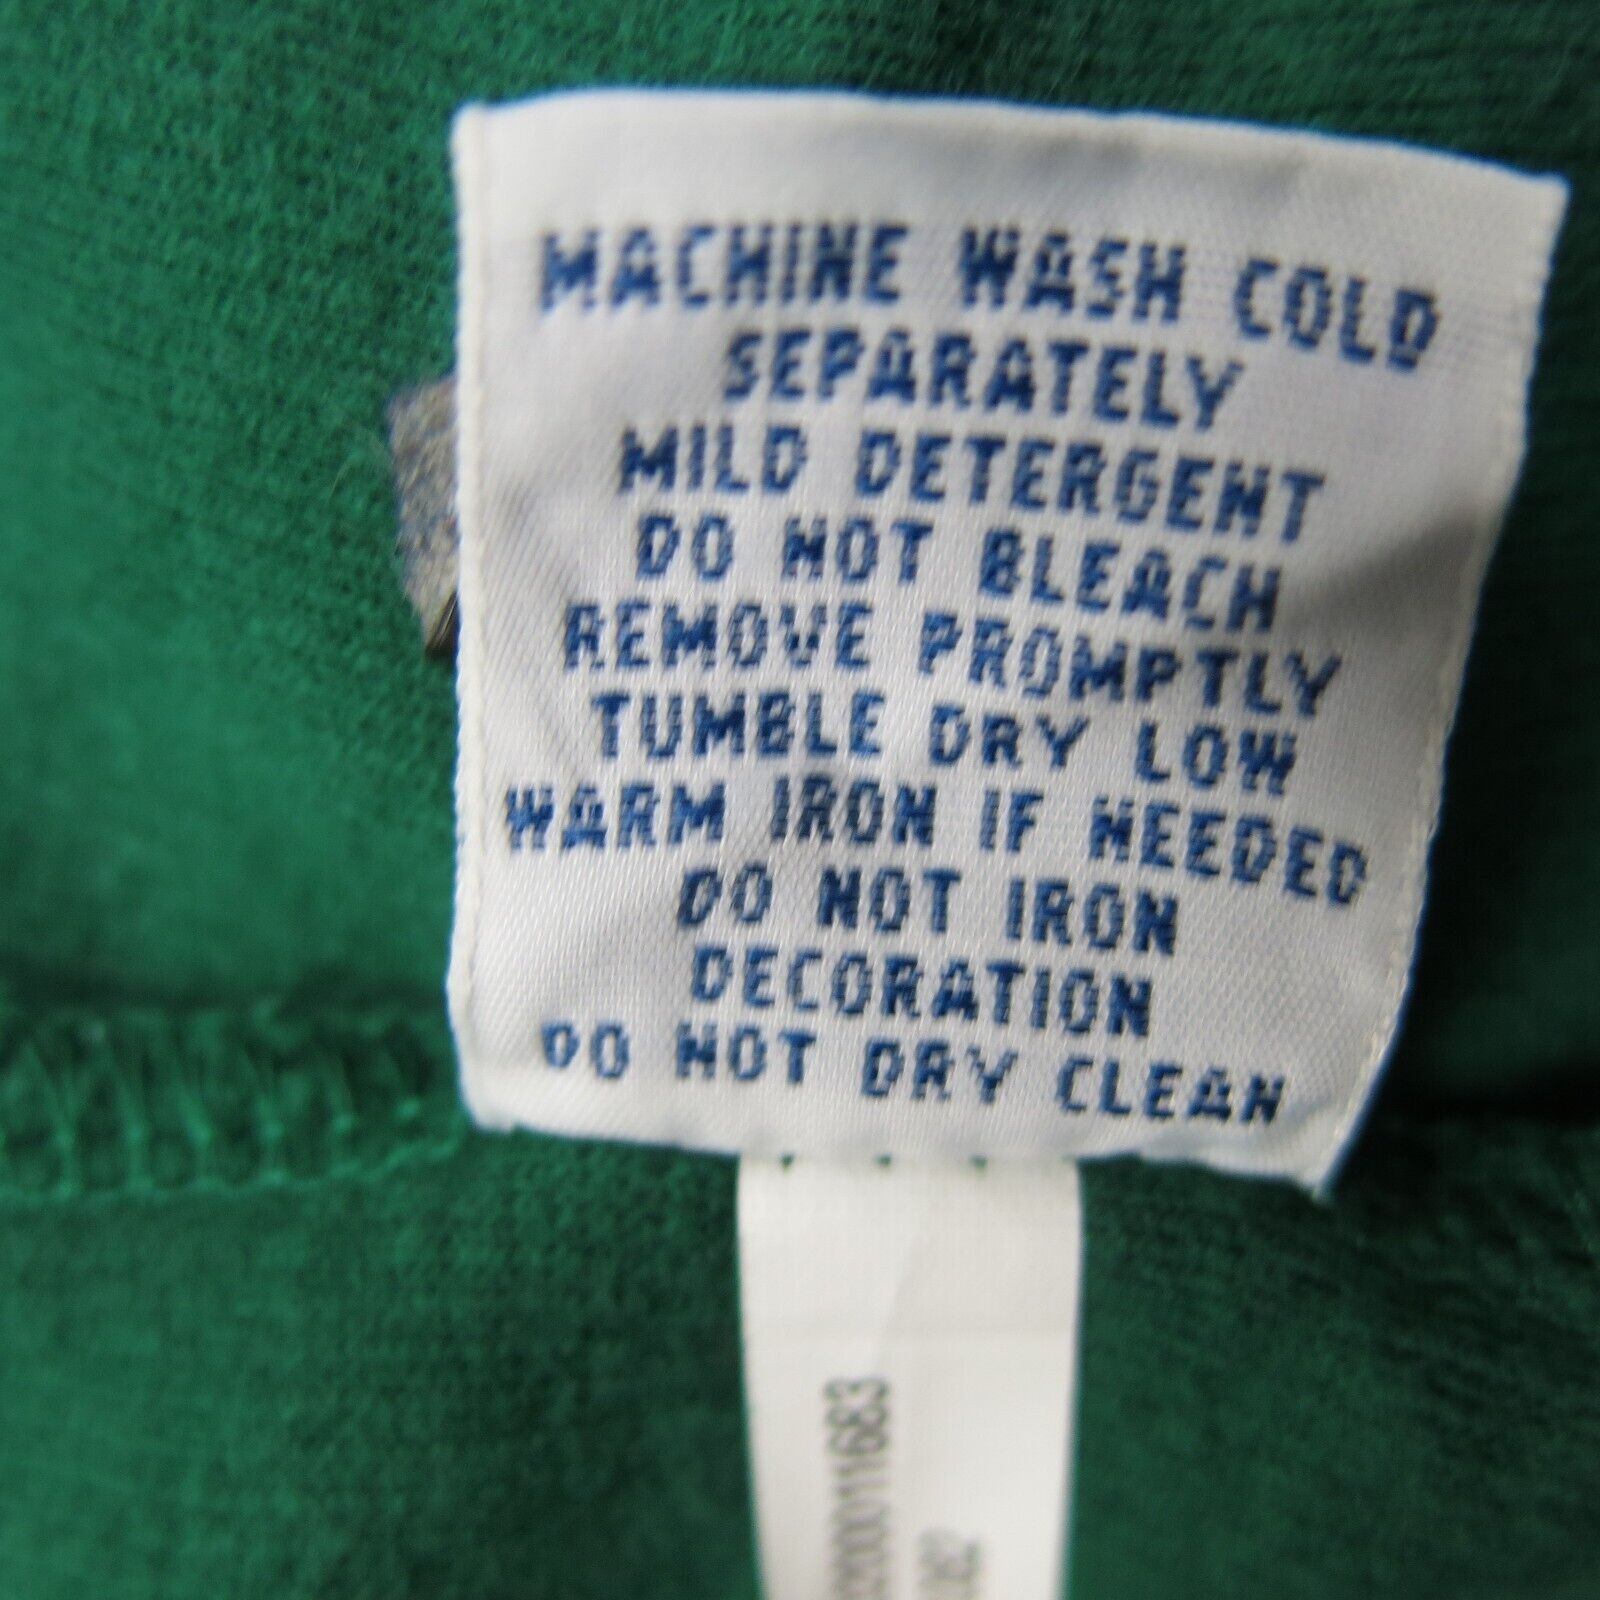 MACHINE WASH COLD
SEPARATELY
MILD DETERGENT
DO NOT BLEACH
REMOVE PROMPTLY
TUMBLE DRY LOW
WARM IRON IF NEEDED
DO NOT IRON
DECORATION
DO NOT DRY CLEAN